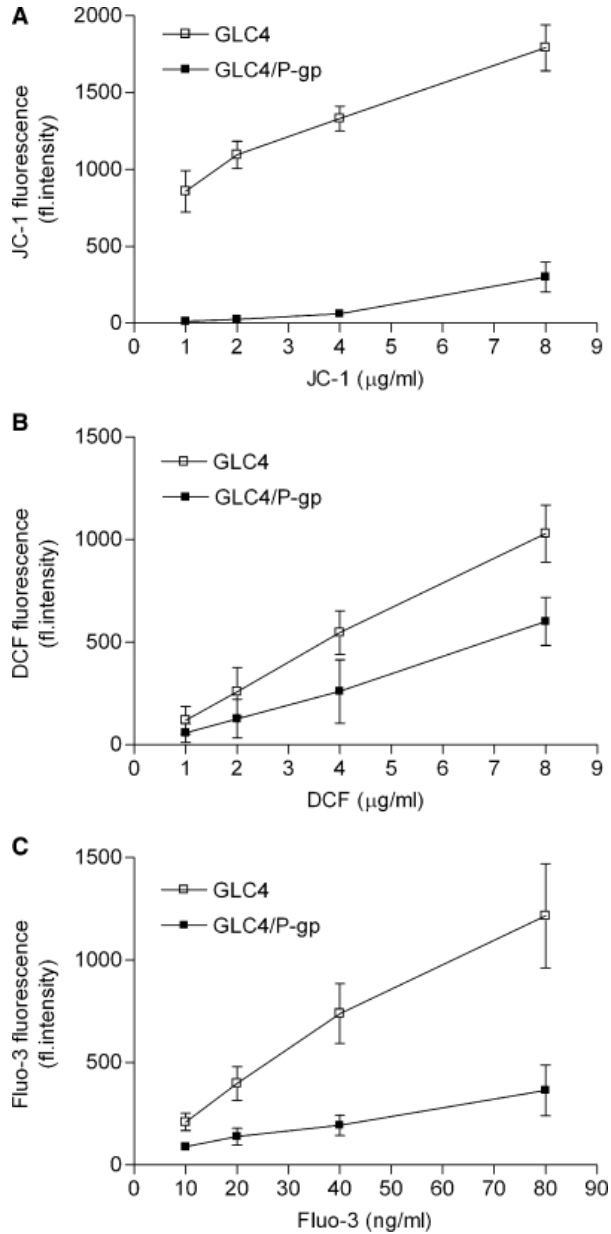 A
GLC4
GLC4/P-gp
JC-1 fluorescence
(fl.intensity)
2000
1500
1000
500
0
0 1 2 3 4 5 6 7 8 9
JC-1 (μg/ml)
B
GLC4
GLC4/P-gp
DCF fluorescence
(fl.intensity)
1500
1000
500
0
0 1 2 3 4 5 6 7 8 9
DCF (μg/ml)
C
GLC4
GLC4/P-gp
Fluo-3 fluorescence
(fl.intensity)
1500
1000
500
0
0 10 20 30 40 50 60 70 80 90
Fluo-3 (ng/ml)